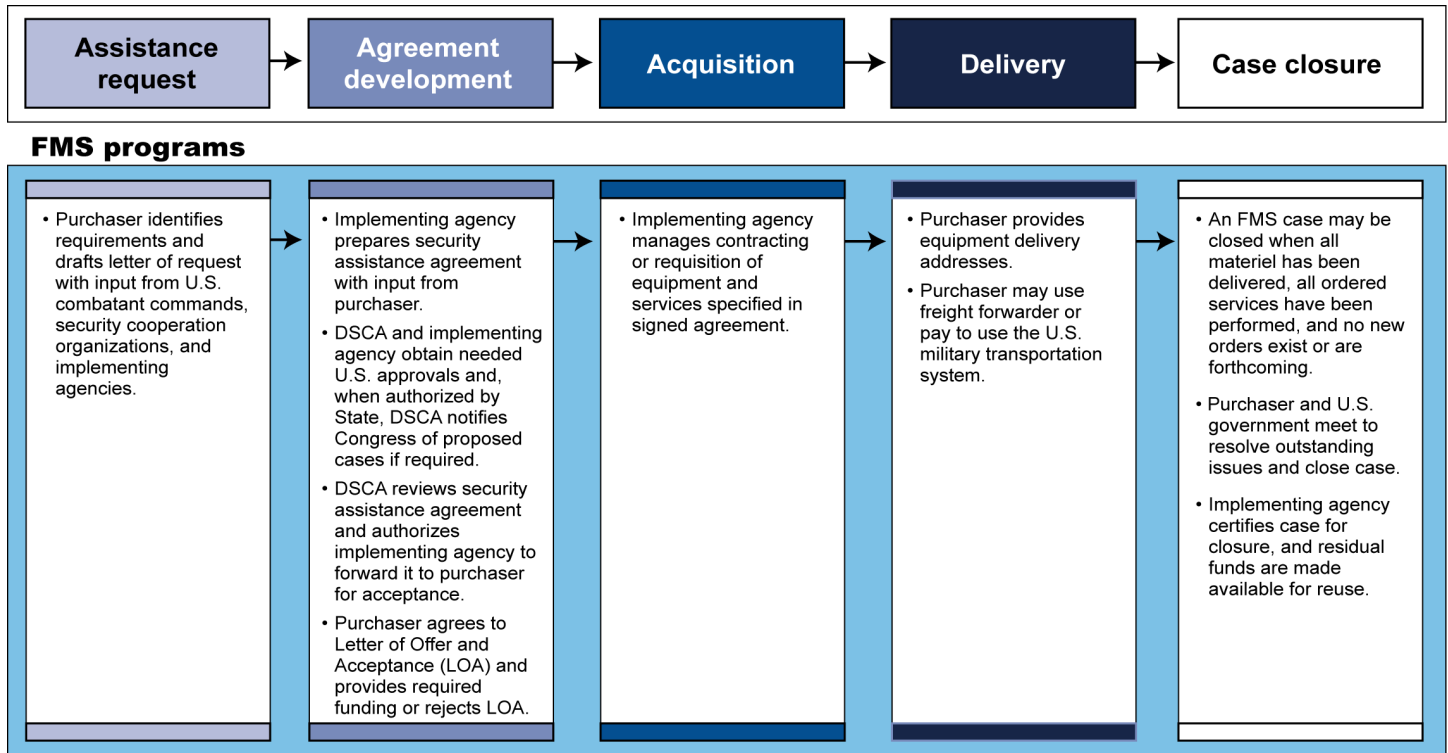 Assistance
request
Agreement
development
Acquisition
Delivery
Case closure
FMS programs
• Purchaser identifies
requirements and
drafts letter of request
with input from U.S.
combatant commands,
security cooperation
organizations, and
implementing
agencies.
• Implementing agency
prepares security
assistance agreement
with input from
purchaser.
• DSCA and implementing
agency obtain needed
U.S. approvals and,
when authorized by
State, DSCA notifies
Congress of proposed
cases if required.
• DSCA reviews security
assistance agreement
and authorizes
implementing agency to
forward it to purchaser
for acceptance.
• Purchaser agrees to
Letter of Offer and
Acceptance (LOA) and
provides required
funding or rejects LOA.
• Implementing agency
manages contracting
or requisition of
equipment and
services specified in
signed agreement.
• Purchaser provides
equipment delivery
addresses.
• Purchaser may use
freight forwarder or
pay to use the U.S.
military transportation
system.
• An FMS case may be
closed when all
materiel has been
delivered, all ordered
services have been
performed, and no new
orders exist or are
forthcoming.
• Purchaser and U.S.
government meet to
resolve outstanding
issues and close case.
• Implementing agency
certifies case for
closure, and residual
funds are made
available for reuse.